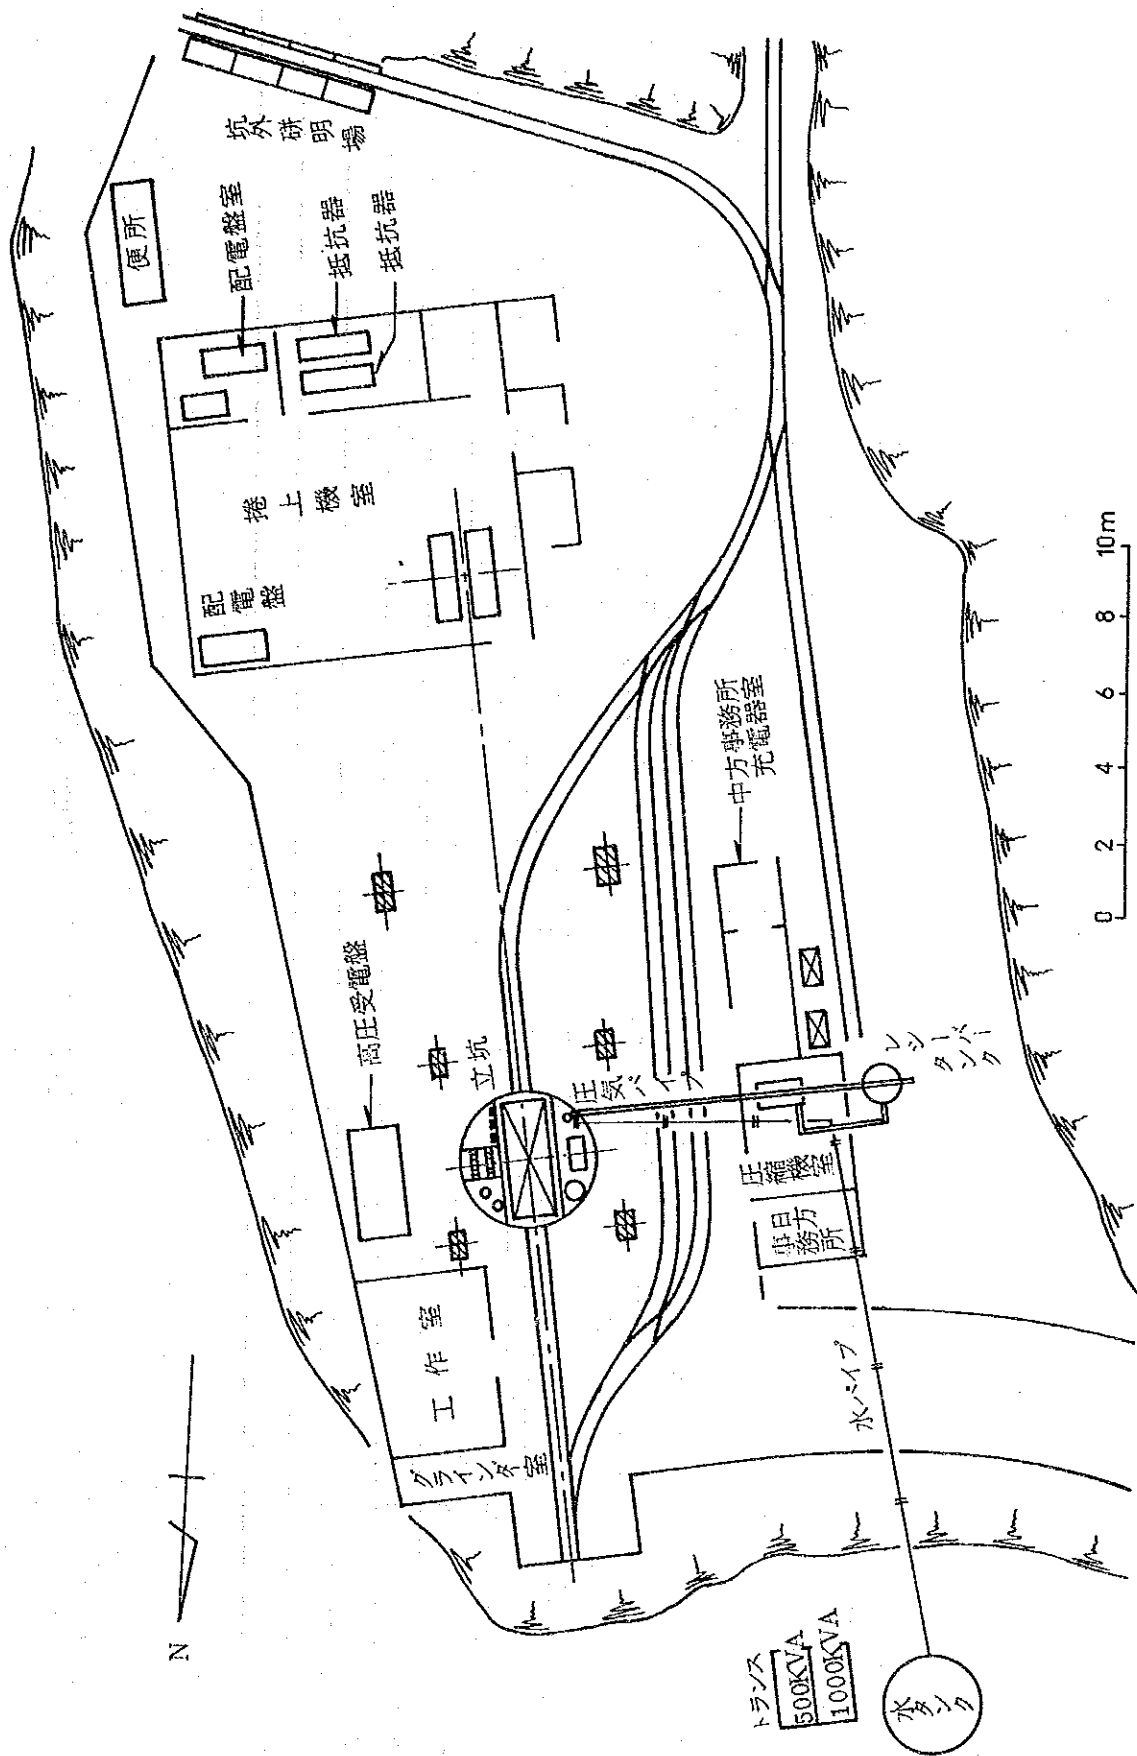 坑外研明場
便所
配電盤室
抵抗器
抵抗器
捲上機室
配電盤
中方事務所
充電器室
高圧受電盤
立坑
圧気パイプ
レシーバー
タンク
圧縮機室
日方
事務所
工作室
グラインダー室
水パイプ
N
トランス
500KVA
1000KVA
水タンク
0 2 4 6 8 10m